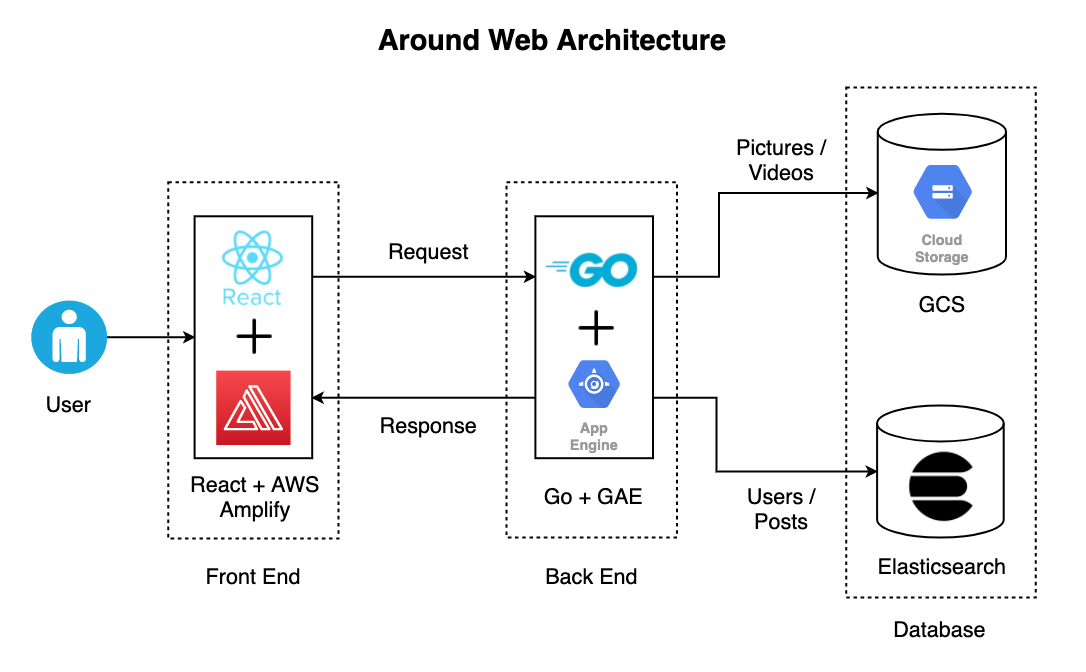 Around Web Architecture
User
React
React + AWS
Amplify
Front End
Request
Response
GO
App
Engine
Go + GAE
Back End
Pictures /
Videos
Users /
Posts
Cloud
Storage
GCS
Elasticsearch
Database